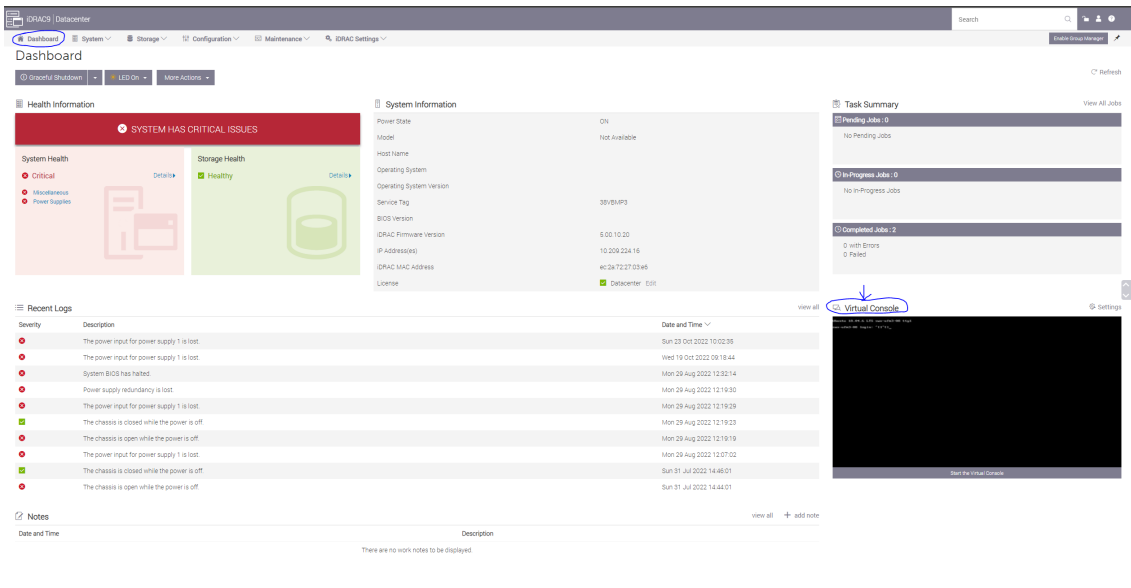 iDRAC9 | Datacenter
Search
Dashboard System Storage Configuration Maintenance iDRAC Settings
Enable Group Manager
Dashboard
Graceful Shutdown LED On More Actions
Refresh
Health Information
SYSTEM HAS CRITICAL ISSUES
System Health
Critical Details
Miscellaneous
Power Supplies
Storage Health
Healthy Details
System Information
Power State ON
Model Not Available
Host Name
Operating System
Operating System Version
Service Tag 38VBMP3
BIOS Version
iDRAC Firmware Version 5.00.10.20
IP Address(es) 10.209.224.16
iDRAC MAC Address ec:2a:72:27:03:e6
License Datacenter Edit
Task Summary View All Jobs
Pending Jobs : 0
No Pending Jobs
In-Progress Jobs : 0
No In-Progress Jobs
Completed Jobs : 2
0 with Errors
0 Failed
Recent Logs view all
Severity Description Date and Time
The power input for power supply 1 is lost. Sun 23 Oct 2022 10:02:35
The power input for power supply 1 is lost. Wed 19 Oct 2022 09:18:44
System BIOS has halted. Mon 29 Aug 2022 12:32:14
Power supply redundancy is lost. Mon 29 Aug 2022 12:19:30
The power input for power supply 1 is lost. Mon 29 Aug 2022 12:19:29
The chassis is closed while the power is off. Mon 29 Aug 2022 12:19:23
The chassis is open while the power is off. Mon 29 Aug 2022 12:19:19
The power input for power supply 1 is lost. Mon 29 Aug 2022 12:07:02
The chassis is closed while the power is off. Sun 31 Jul 2022 14:46:01
The chassis is open while the power is off. Sun 31 Jul 2022 14:44:01
Virtual Console Settings
Start the Virtual Console
Notes view all + add note
Date and Time Description
There are no work notes to be displayed